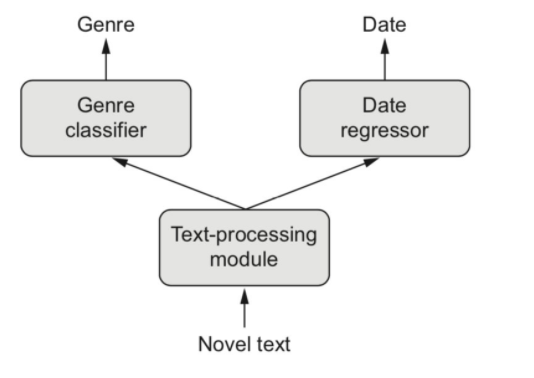 Genre
Date
Genre
classifier
Date
regressor
Text-processing
module
Novel text